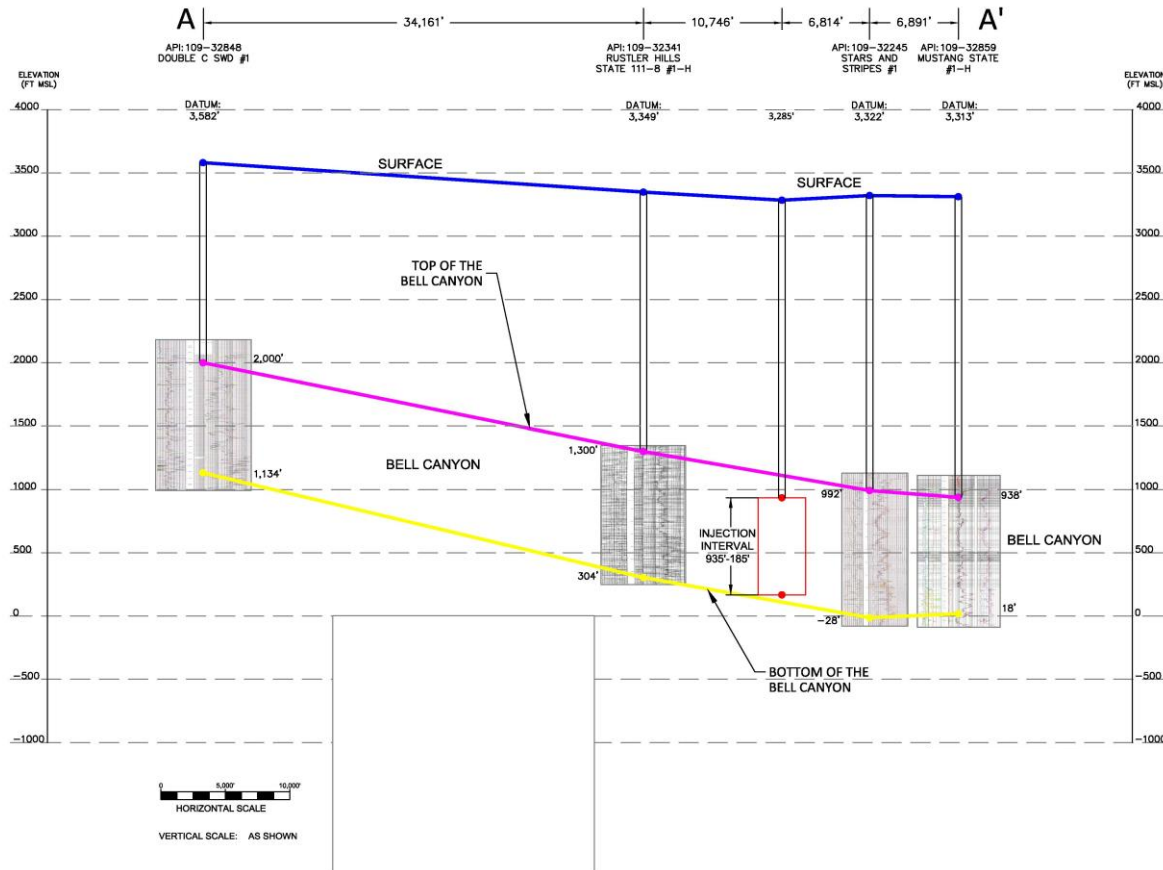 A
34,161'
10,746'
6,814'
6,891'
A'
API:109-32848
DOUBLE C SWD #1
API:109-32341
RUSTLER HILLS
STATE 111-8 #1-H
API:109-32245
STARS AND
STRIPES #1
API:109-32859
MUSTANG STATE
#1-H
ELEVATION
(FT MSL)
ELEVATION
(FT MSL)
DATUM:
3,582'
DATUM:
3,349'
3,285'
DATUM:
3,322'
DATUM:
3,313'
4000
4000
SURFACE
SURFACE
3500
3500
3000
3000
TOP OF THE
BELL CANYON
2500
2500
2000
2,000'
2000
1500
1,300'
1500
BELL CANYON
1,134'
1000
992'
938'
1000
INJECTION
INTERVAL
935'-185'
BELL CANYON
500
304'
500
0
-28'
18'
0
BOTTOM OF THE
BELL CANYON
-500
-500
-1000
-1000
0
5,000'
10,000'
HORIZONTAL SCALE
VERTICAL SCALE: AS SHOWN